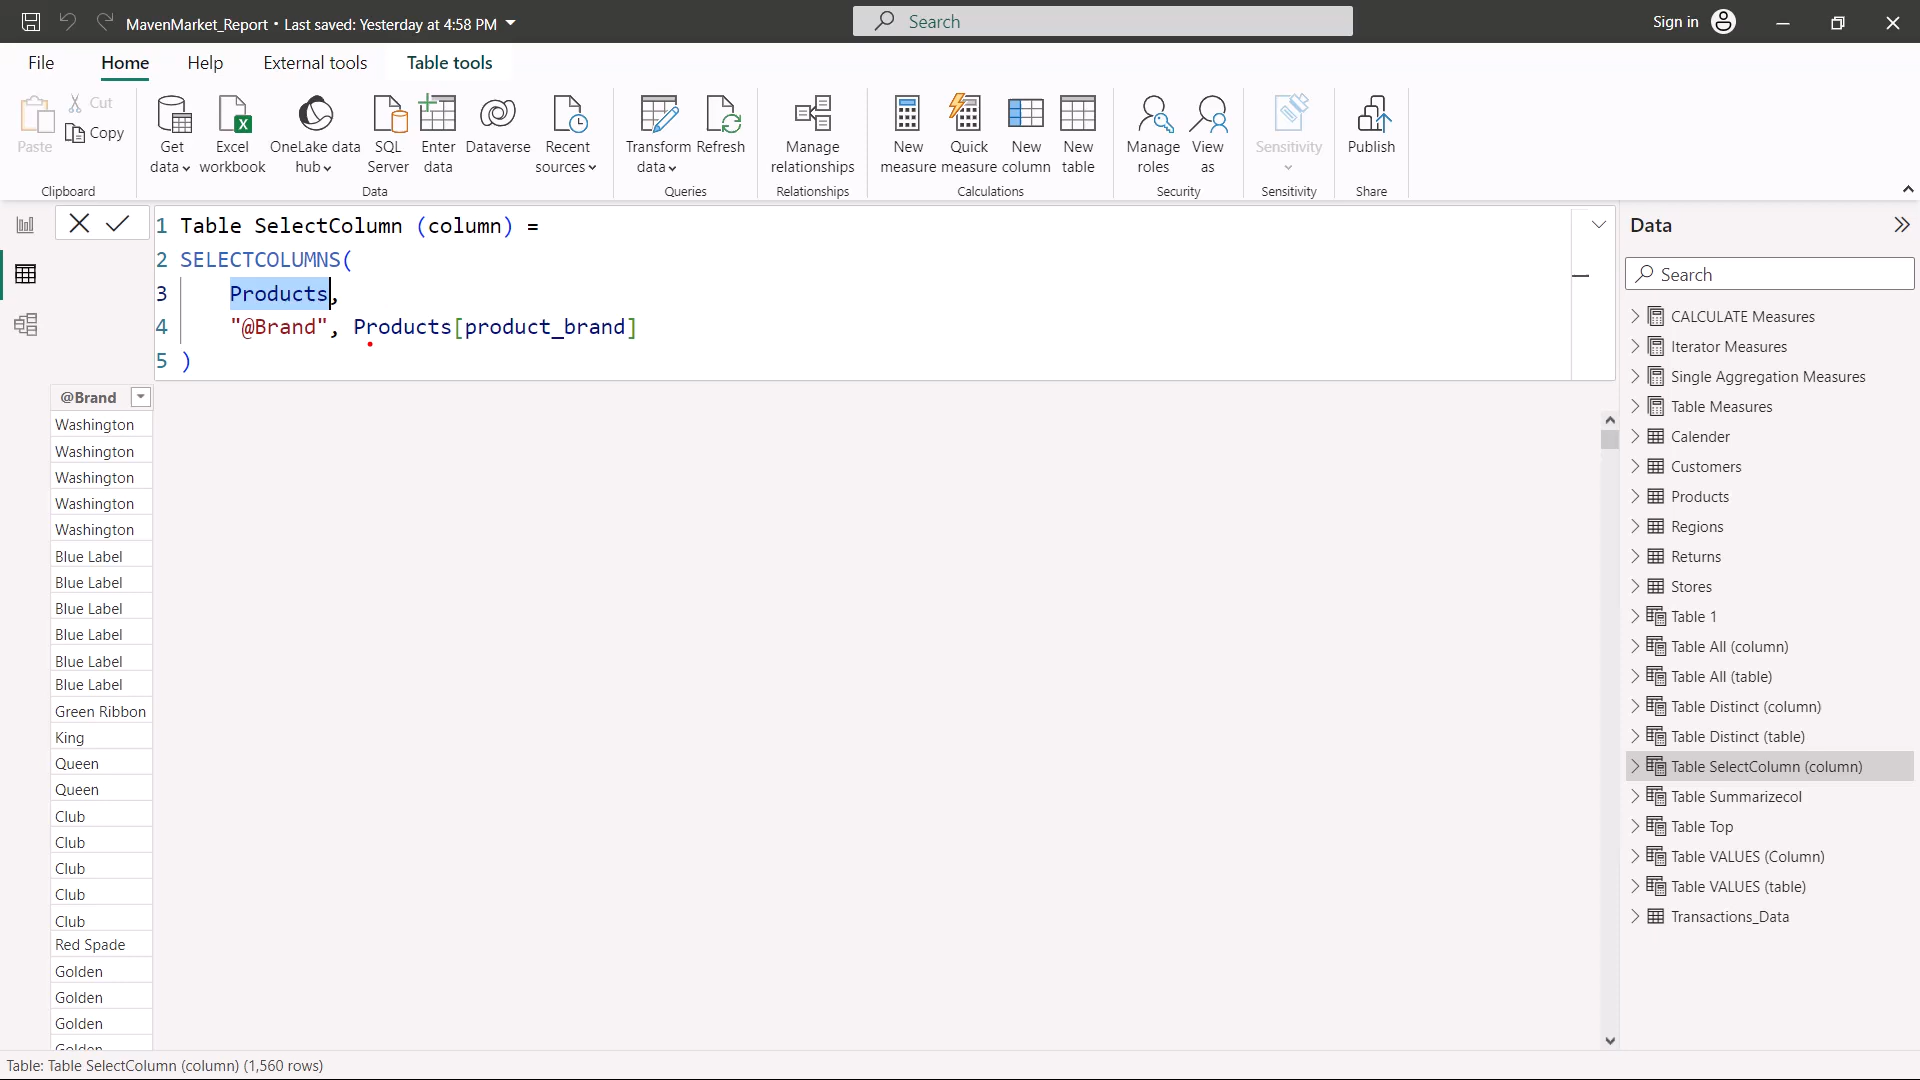 MavenMarket_Report • Last saved: Yesterday at 4:58 PM
Search
Sign in
File
Home
Help
External tools
Table tools
Paste
Cut
Copy
Clipboard
Get data
Excel workbook
OneLake data hub
SQL Server
Enter data
Dataverse
Recent sources
Data
Transform data
Refresh
Queries
Manage relationships
Relationships
New measure
Quick measure
New column
New table
Calculations
Manage roles
View as
Security
Sensitivity
Sensitivity
Publish
Share
1 Table SelectColumn (column) =
2 SELECTCOLUMNS(
3 Products,
4 "@Brand", Products[product_brand]
5 )
@Brand
Washington
Washington
Washington
Washington
Washington
Blue Label
Blue Label
Blue Label
Blue Label
Blue Label
Blue Label
Green Ribbon
King
Queen
Queen
Club
Club
Club
Club
Club
Red Spade
Golden
Golden
Golden
Golden
Data
Search
CALCULATE Measures
Iterator Measures
Single Aggregation Measures
Table Measures
Calender
Customers
Products
Regions
Returns
Stores
Table 1
Table All (column)
Table All (table)
Table Distinct (column)
Table Distinct (table)
Table SelectColumn (column)
Table Summarizecol
Table Top
Table VALUES (Column)
Table VALUES (table)
Transactions_Data
Table: Table SelectColumn (column) (1,560 rows)